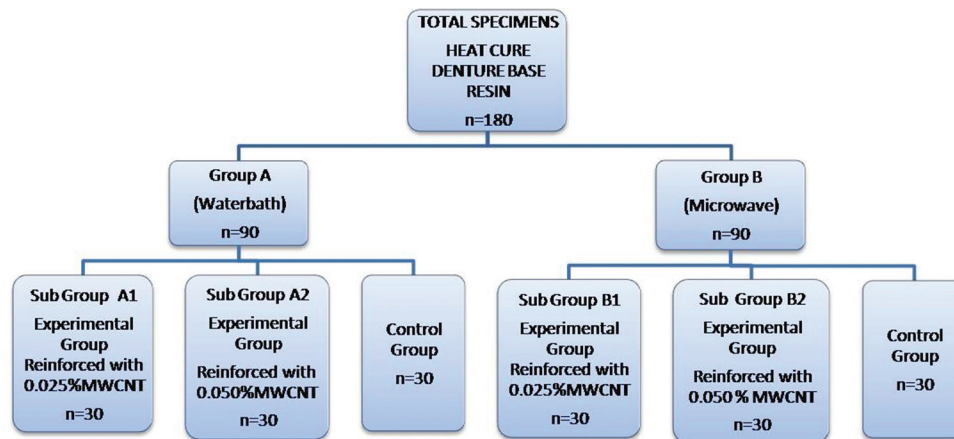 TOTAL SPECIMENS
HEAT CURE
DENTURE BASE
RESIN
n=180
Group A
(Waterbath)
n=90
Group B
(Microwave)
n=90
Sub Group A1
Experimental
Group
Reinforced with
0.025%MWCNT
n=30
Sub Group A2
Experimental
Group
Reinforced with
0.050%MWCNT
n=30
Control
Group
n=30
Sub Group B1
Experimental
Group
Reinforced with
0.025%MWCNT
n=30
Sub Group B2
Experimental
Group
Reinforced with
0.050 % MWCNT
n=30
Control
Group
n=30